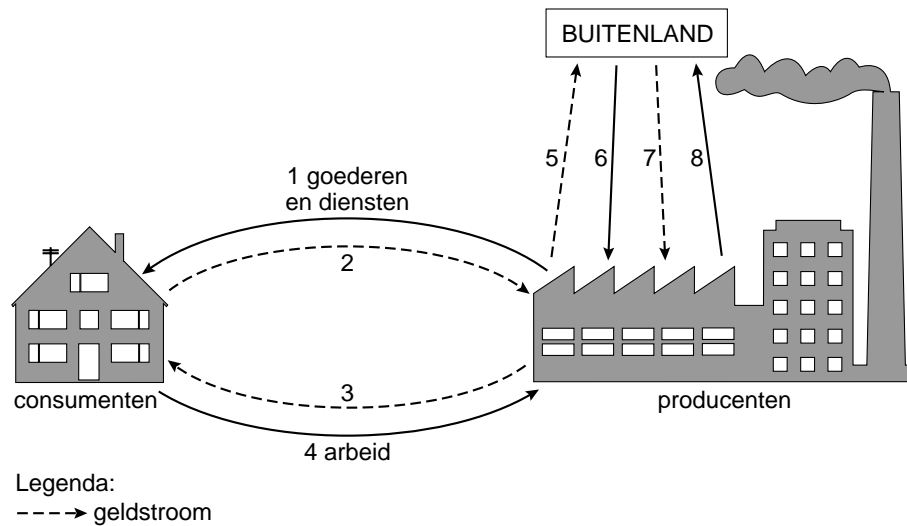 BUITENLAND
5
6
7
8
1 goederen
en diensten
2
3
consumenten
producenten
4 arbeid
Legenda:
geldstroom